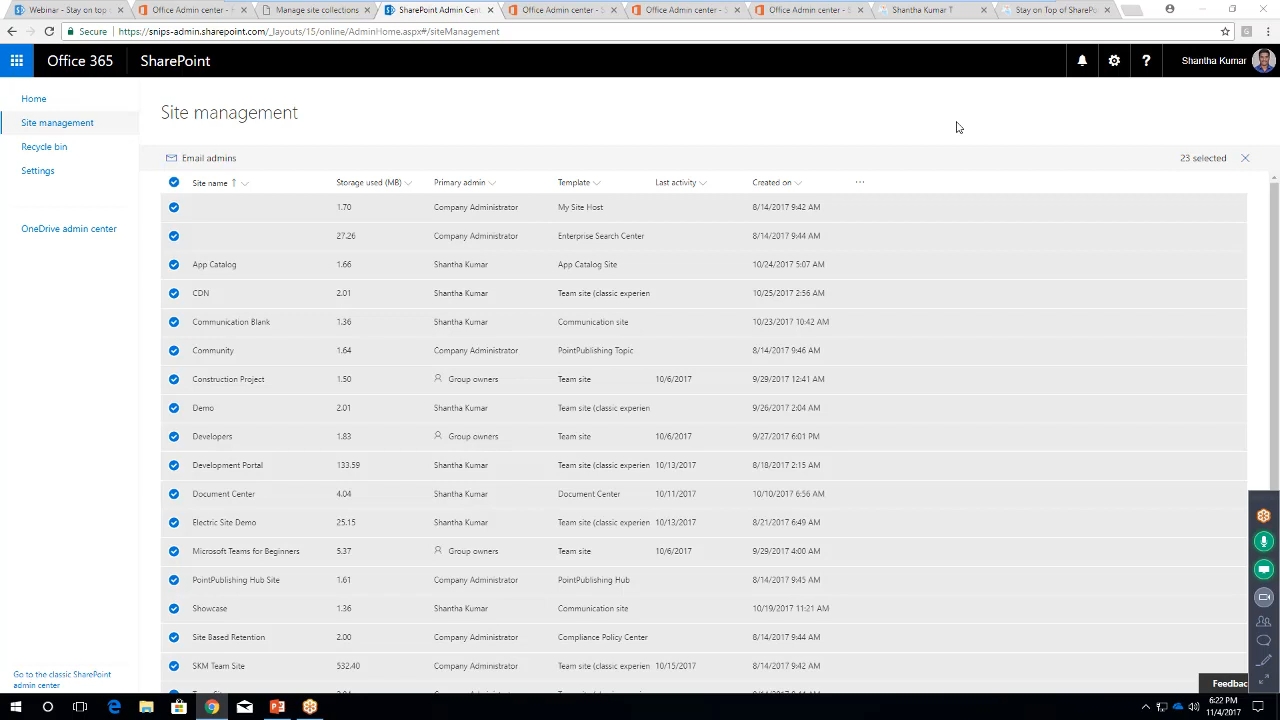 Webinar - Stay on top
Office Admin center -
Manage site collections
SharePoint Admin Cent
Office Admin center - S
Office Admin center - S
Office Admin center - S
Shantha Kumar T
Stay on Top of SharePo
Secure https://snips-admin.sharepoint.com/_layouts/15/online/AdminHome.aspx#/siteManagement
Office 365 SharePoint ? Shantha Kumar
Home
Site management
Recycle bin
Settings
OneDrive admin center
Site management
Email admins 23 selected
Site name Storage used (MB) Primary admin Template Last activity Created on ...
1.70 Company Administrator My Site Host 8/14/2017 9:42 AM
27.26 Company Administrator Enterprise Search Center 8/14/2017 9:44 AM
App Catalog 1.66 Shantha Kumar App Catalog Site 10/24/2017 5:07 AM
CDN 2.01 Shantha Kumar Team site (classic experien 10/25/2017 2:56 AM
Communication Blank 1.36 Shantha Kumar Communication site 10/23/2017 10:42 AM
Community 1.64 Company Administrator PointPublishing Topic 8/14/2017 9:46 AM
Construction Project 1.50 Group owners Team site 10/6/2017 9/29/2017 12:41 AM
Demo 2.01 Shantha Kumar Team site (classic experien 9/26/2017 2:04 AM
Developers 1.83 Group owners Team site 10/6/2017 9/27/2017 6:01 PM
Development Portal 133.59 Shantha Kumar Team site (classic experien 10/13/2017 8/18/2017 2:15 AM
Document Center 4.04 Shantha Kumar Document Center 10/11/2017 10/10/2017 6:56 AM
Electric Site Demo 25.15 Shantha Kumar Team site (classic experien 10/13/2017 8/21/2017 6:49 AM
Microsoft Teams for Beginners 5.37 Group owners Team site 10/6/2017 9/29/2017 4:00 AM
PointPublishing Hub Site 1.61 Company Administrator PointPublishing Hub 8/14/2017 9:45 AM
Showcase 1.36 Shantha Kumar Communication site 10/19/2017 11:21 AM
Site Based Retention 2.00 Company Administrator Compliance Policy Center 8/14/2017 9:44 AM
SKM Team Site 532.40 Company Administrator Team site (classic experien 10/15/2017 8/14/2017 9:42 AM
Go to the classic SharePoint
admin center
Feedbac
6:22 PM
11/4/2017